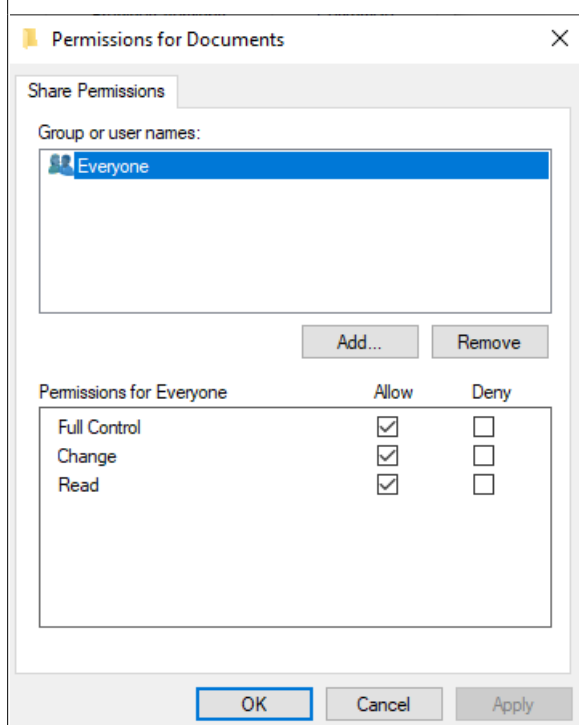 Permissions for Documents
Share Permissions
Group or user names:
Everyone
Add...
Remove
Permissions for Everyone Allow Deny
Full Control
Change
Read
OK
Cancel
Apply